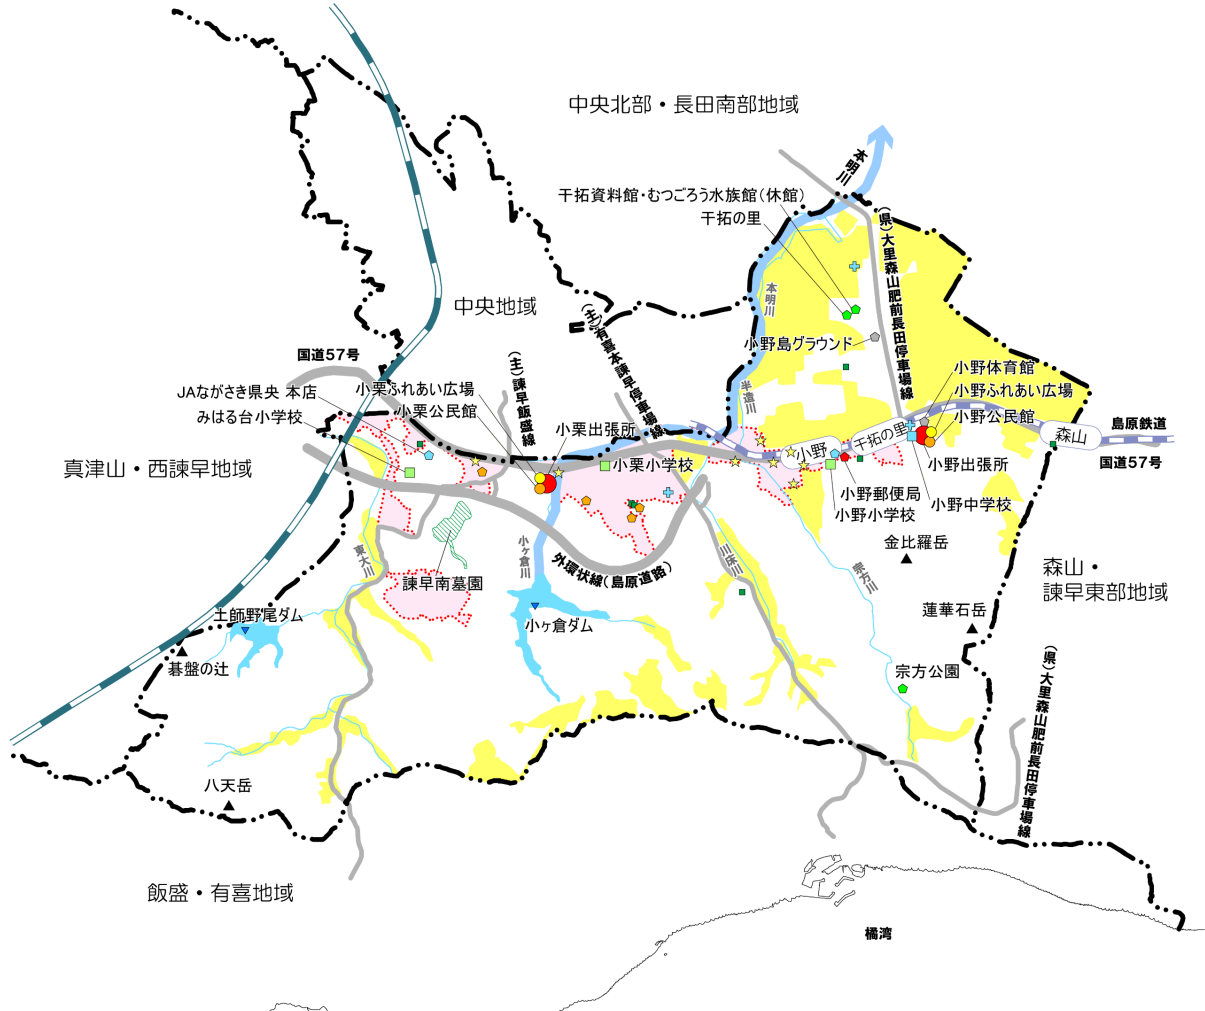 中央北部・長田南部地域
本明川
干拓資料館・むつごろう水族館(休館)
干拓の里
(県)大里森山肥前長田停車場線
本明川
中央地域
(主)有喜本諫早停車場線
小野島グラウンド
国道57号
(主)諫早飯盛線
小野体育館
JAながさき県央 本店
小栗ふれあい広場
半造川
小野ふれあい広場
みはる台小学校
小栗公民館
小野公民館
島原鉄道
小栗出張所
干拓の里
森山
小野
真津山・西諫早地域
小栗小学校
小野出張所
国道57号
小野郵便局
小野中学校
小野小学校
東大川
小ヶ倉川
外環状線(島原道路)
川床川
宗方川
金比羅岳
諫早南墓園
森山・
諫早東部地域
土師野尾ダム
小ヶ倉ダム
蓮華石岳
碁盤の辻
宗方公園
(県)大里森山肥前長田停車場線
八天岳
飯盛・有喜地域
橘湾